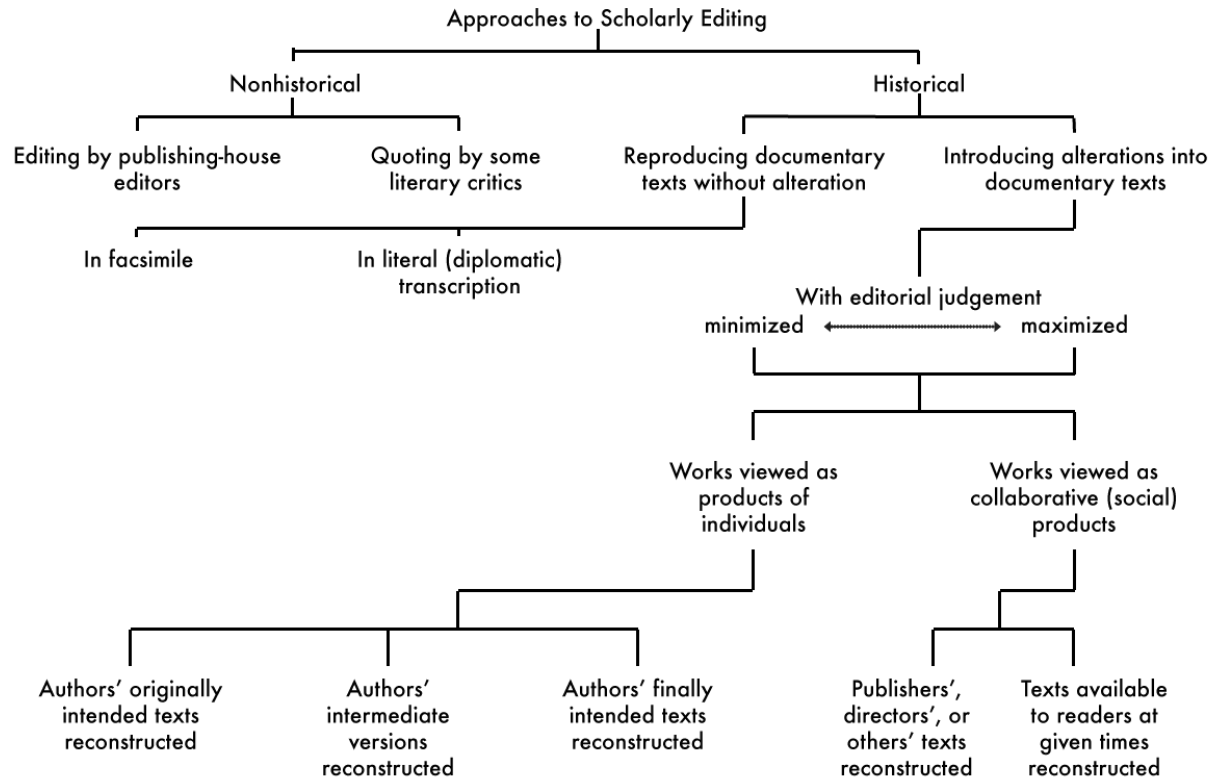 Approaches to Scholarly Editing
Nonhistorical
Historical
Editing by publishing-house
editors
Quoting by some
literary critics
Reproducing documentary
texts without alteration
Introducing alterations into
documentary texts
In facsimile
In literal (diplomatic)
transcription
With editorial judgement
minimized
maximized
Works viewed as
products of
individuals
Works viewed as
collaborative (social)
products
Authors’ originally
intended texts
reconstructed
Authors’
intermediate
versions
reconstructed
Authors’ finally
intended texts
reconstructed
Publishers’,
directors’, or
others’ texts
reconstructed
Texts available
to readers at
given times
reconstructed